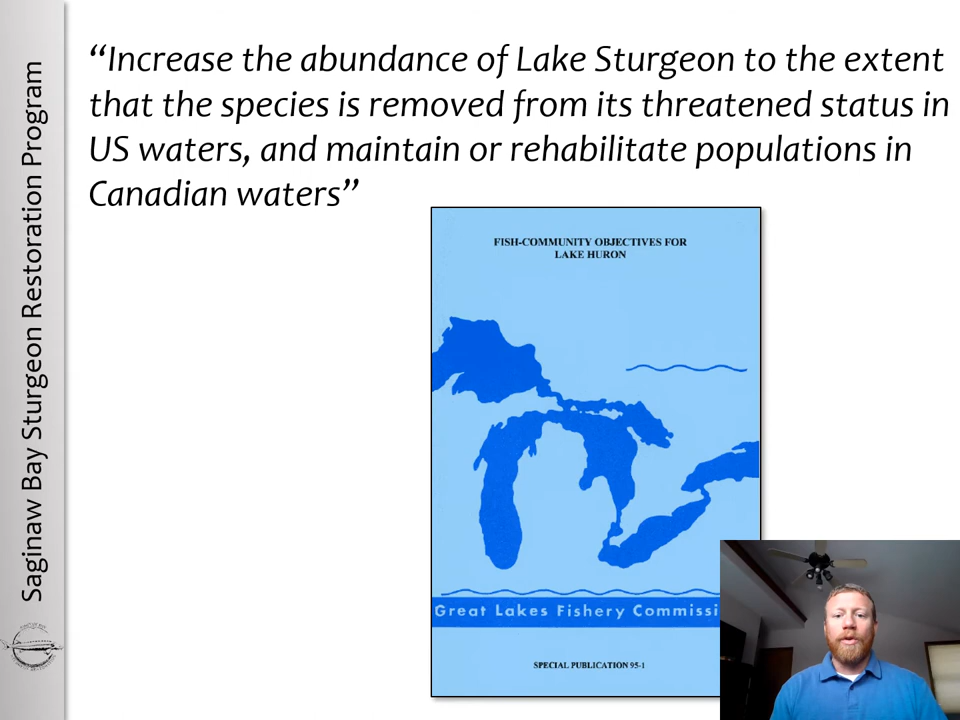 “Increase the abundance of Lake Sturgeon to the extent
that the species is removed from its threatened status in
US waters, and maintain or rehabilitate populations in
Canadian waters”
Saginaw Bay Sturgeon Restoration Program
FISH-COMMUNITY OBJECTIVES FOR
LAKE HURON
Great Lakes Fishery Commissi
SPECIAL PUBLICATION 95-1